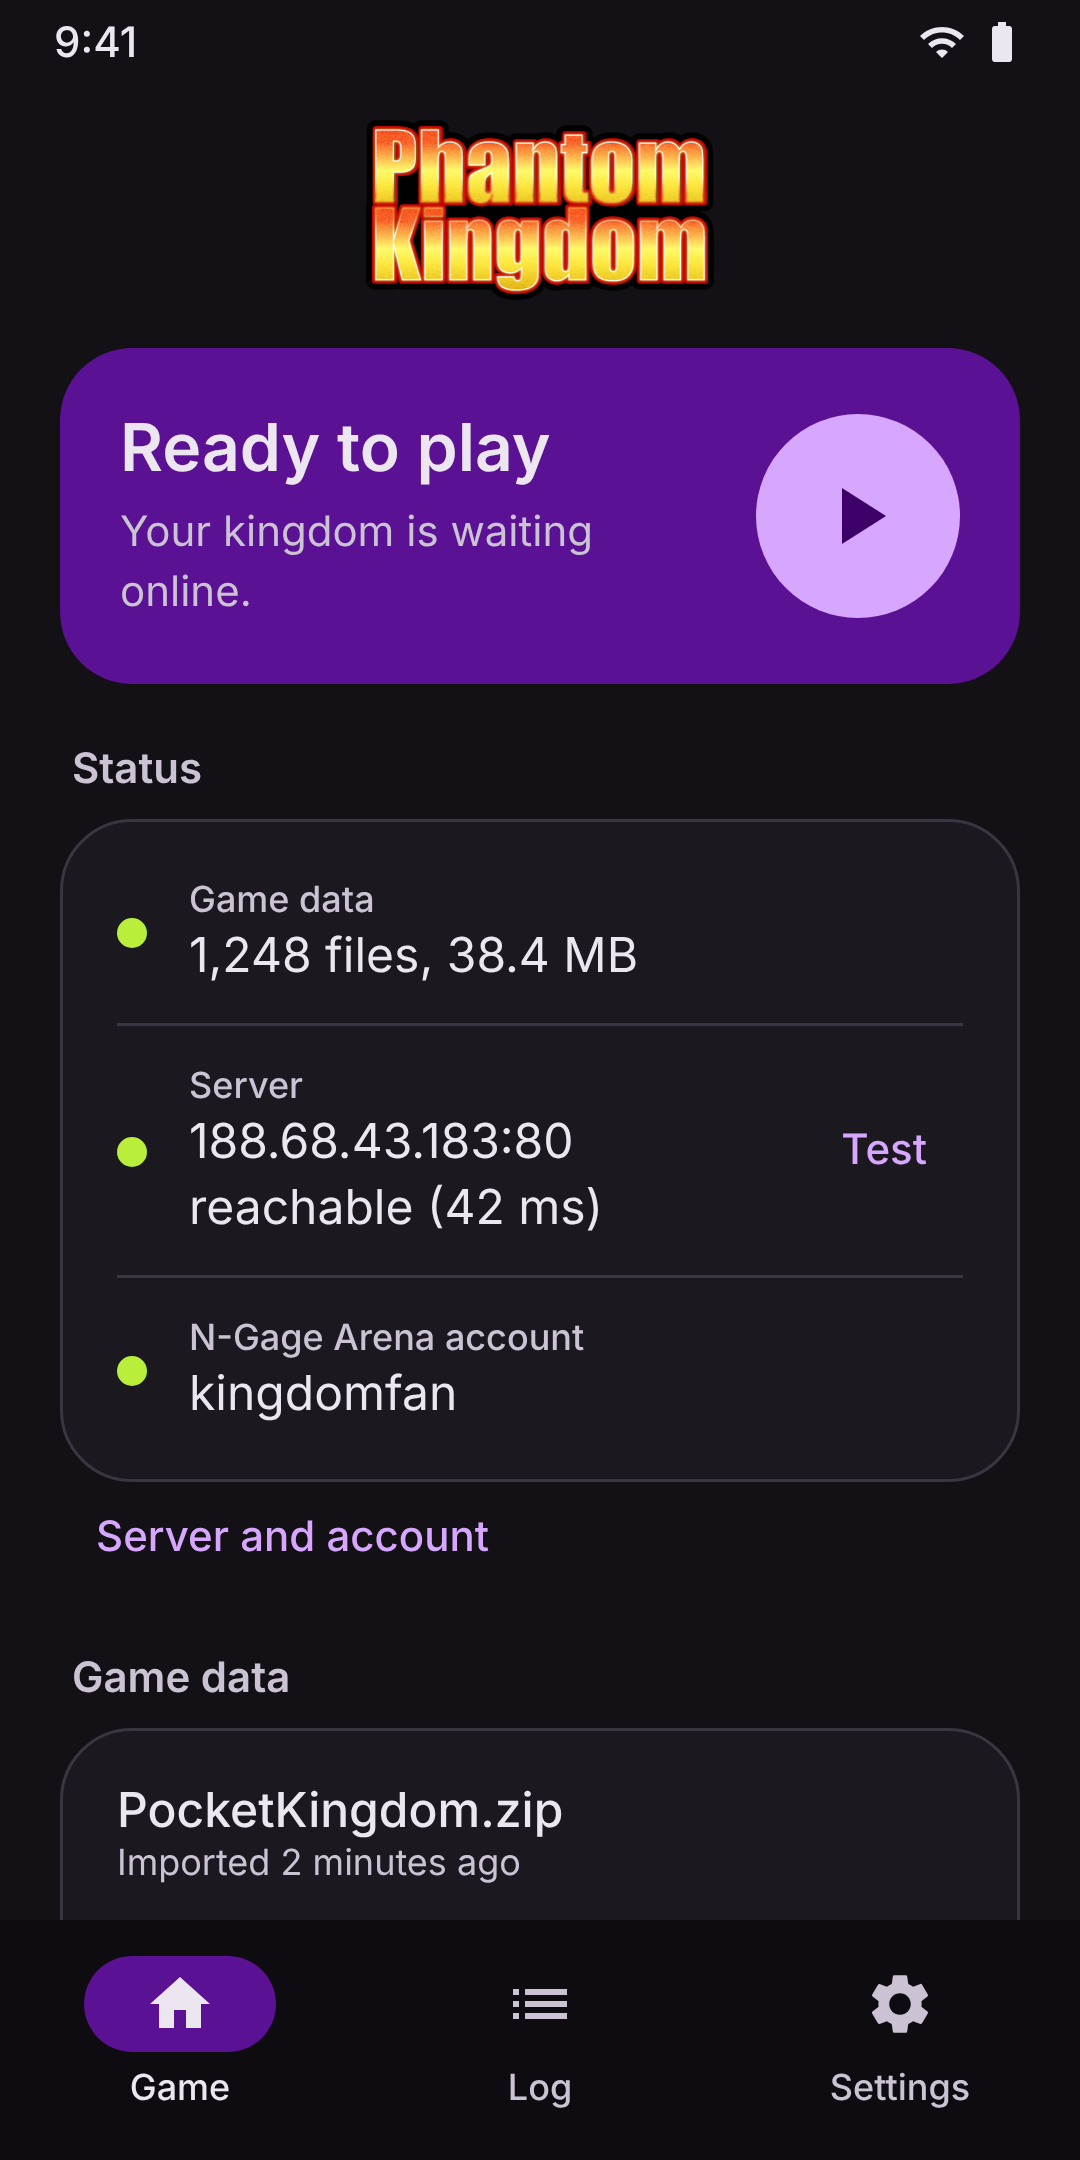 9:41
Phantom
Kingdom
Ready to play
Your kingdom is waiting
online.
Status
Game data
1,248 files, 38.4 MB
Server
188.68.43.183:80
reachable (42 ms)
Test
N-Gage Arena account
kingdomfan
Server and account
Game data
PocketKingdom.zip
Imported 2 minutes ago
Game
Log
Settings